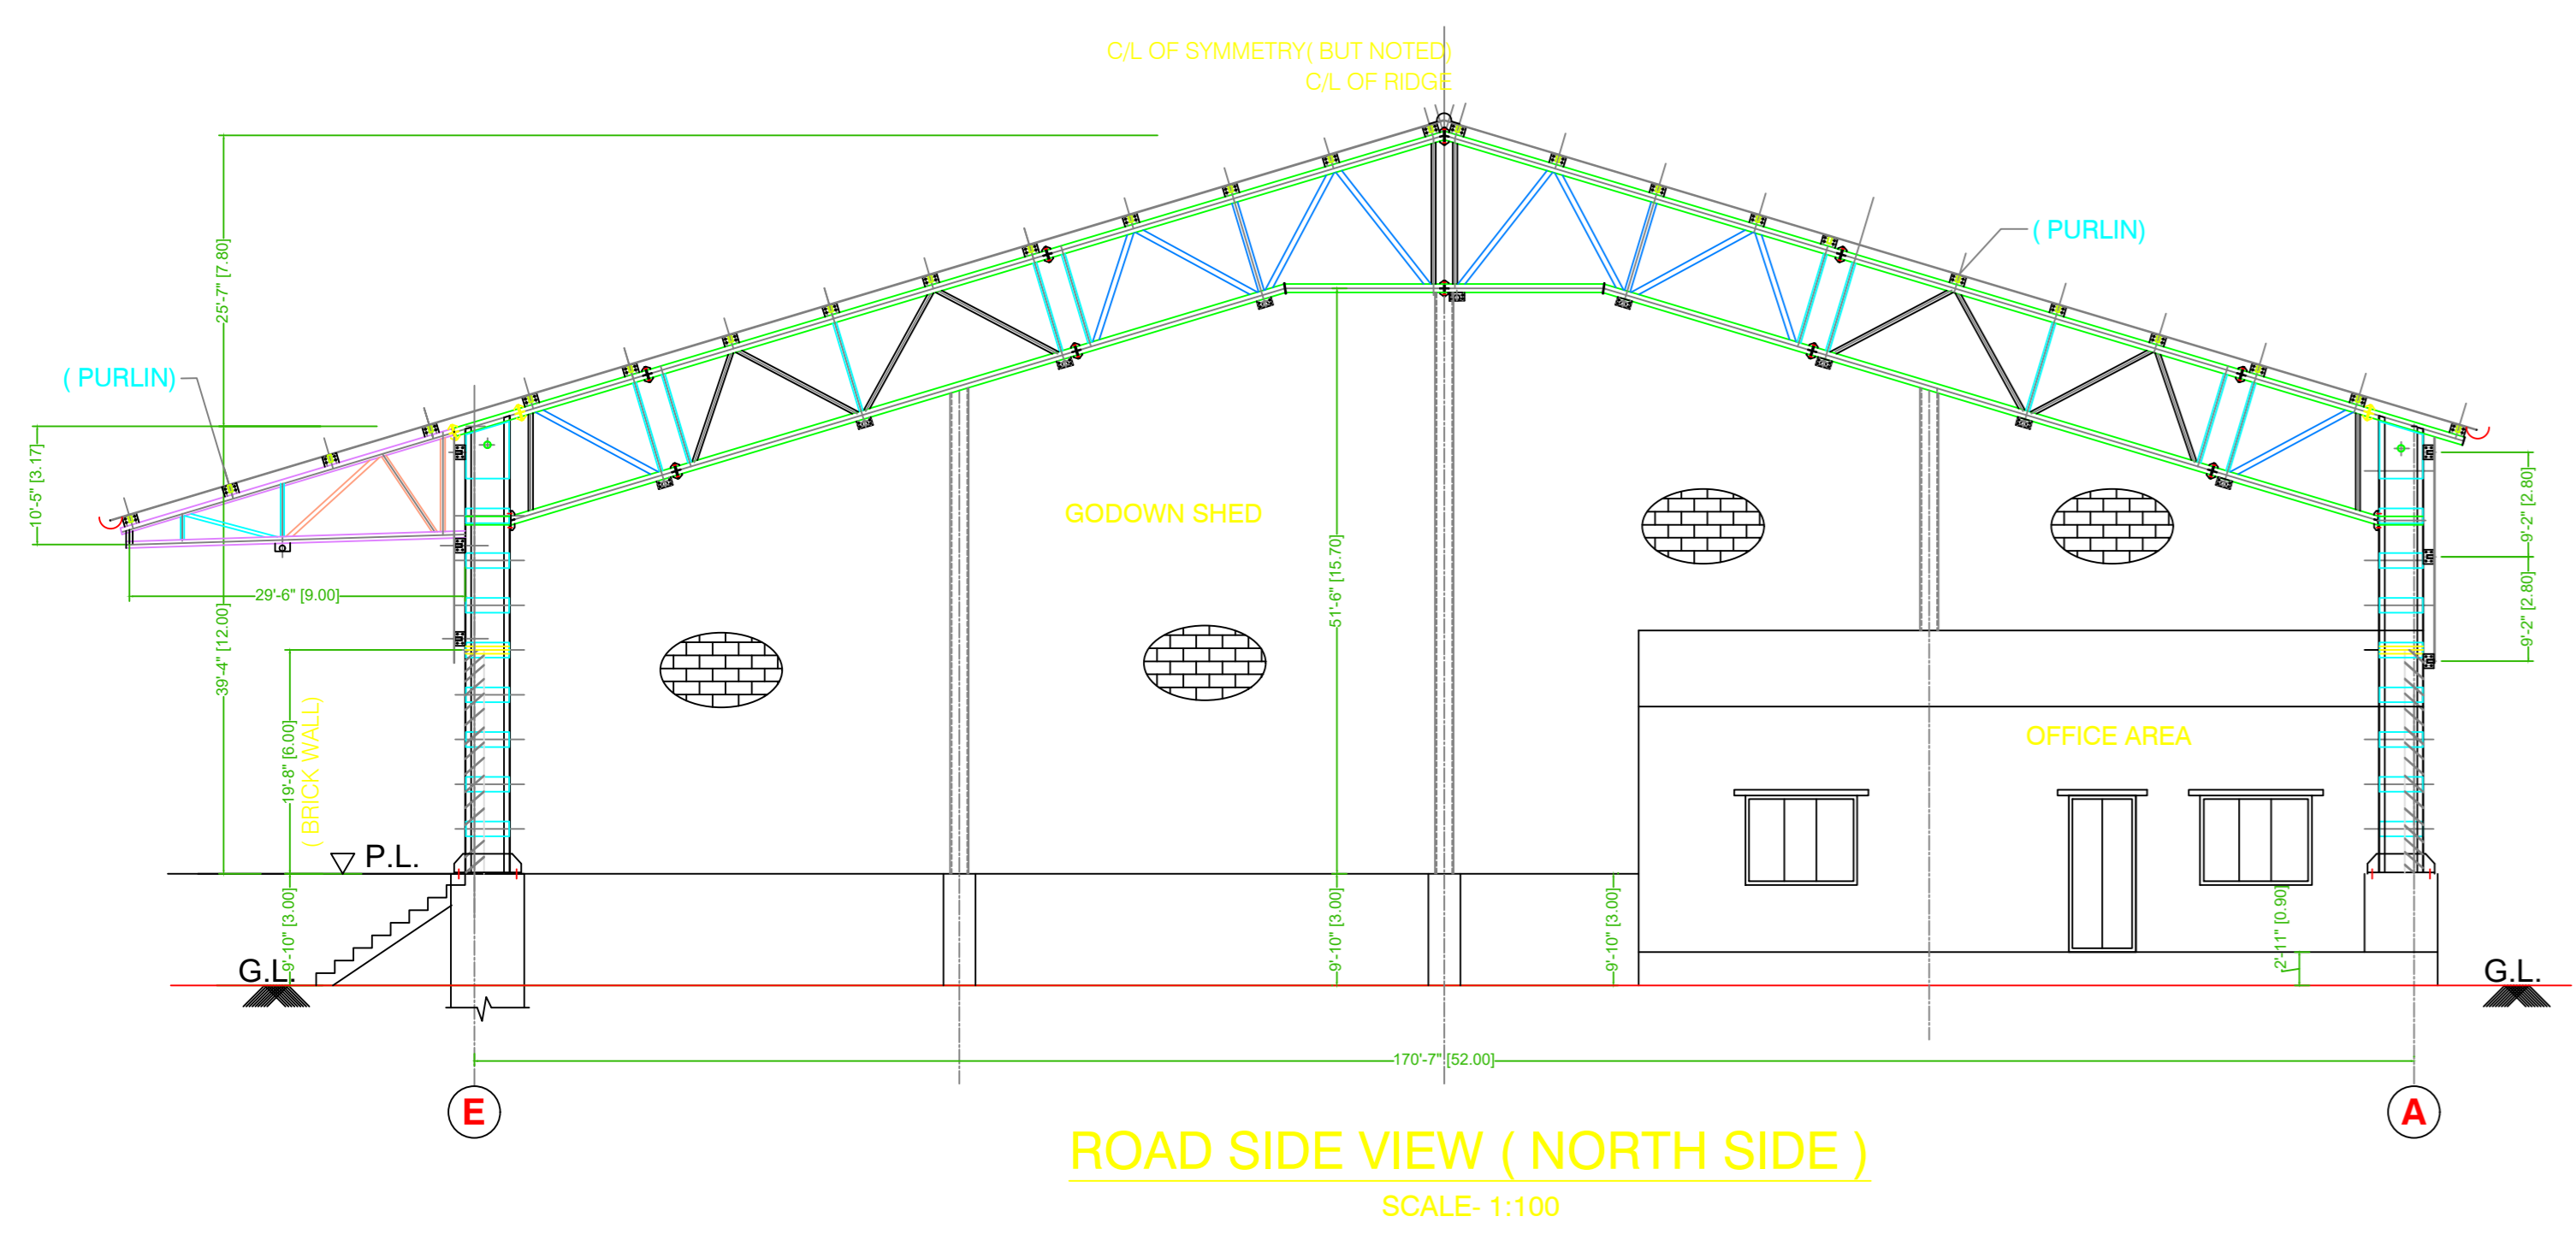 C/L OF SYMMETRY( BUT NOTED)
C/L OF RIDGE
( PURLIN)
( PURLIN)
25'-7" [7.80]
10'-5" [3.17]
29'-6" [9.00]
39'-4" [12.00]
19'-8" [6.00]
( BRICK WALL)
9'-10" [3.00]
P.L.
G.L.
GODOWN SHED
51'-6" [15.70]
9'-10" [3.00]
9'-10" [3.00]
OFFICE AREA
2'-11" [0.90]
9'-2" [2.80]
9'-2" [2.80]
G.L.
170'-7" [52.00]
E
A
ROAD SIDE VIEW ( NORTH SIDE )
SCALE- 1:100